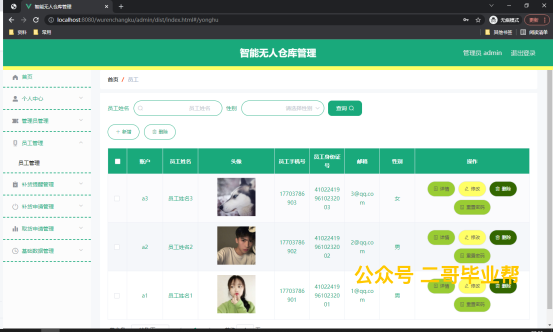 智能无人仓库管理
localhost:8080/wurenchangku/admin/dist/index.html#/yonghu
无痕模式
更新
资料
常用
其他书签
阅读清单
智能无人仓库管理
管理员 admin
退出登录
首页
个人中心
管理员管理
员工管理
员工管理
补货提醒管理
补货申请管理
取货申请管理
基础数据管理
首页 / 员工
员工姓名
员工姓名
性别
请选择性别
查询
+ 新增
删除
账户 员工姓名 头像 员工手机号 员工身份证号 邮箱 性别 操作
a3 员工姓名3 17703786903 410224199610232003 3@qq.com 女 详情 修改 删除 重置密码
a2 员工姓名2 17703786902 410224199610232002 2@qq.com 男 详情 修改 删除 重置密码
a1 员工姓名1 17703786901 410224199610232001 1@qq.com 男 详情 修改 删除 重置密码
公众号 二哥毕业帮